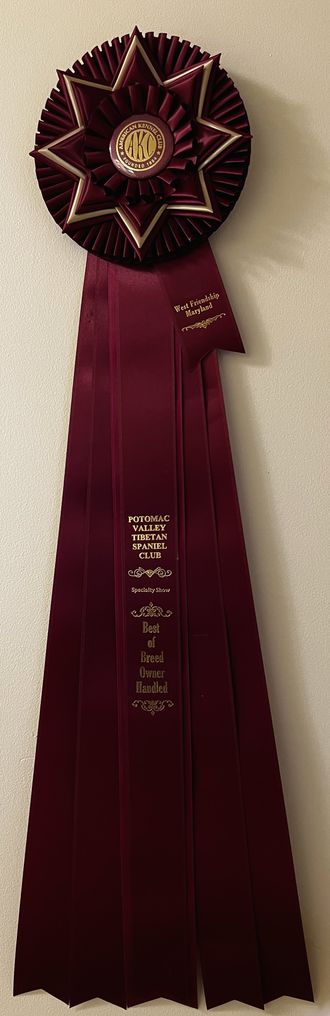 AMERICAN KENNEL CLUB
AKC
FOUNDED 1884
West Friendship
Maryland
POTOMAC
VALLEY
TIBETAN
SPANIEL
CLUB
Specialty Show
Best
of
Breed
Owner
Handled